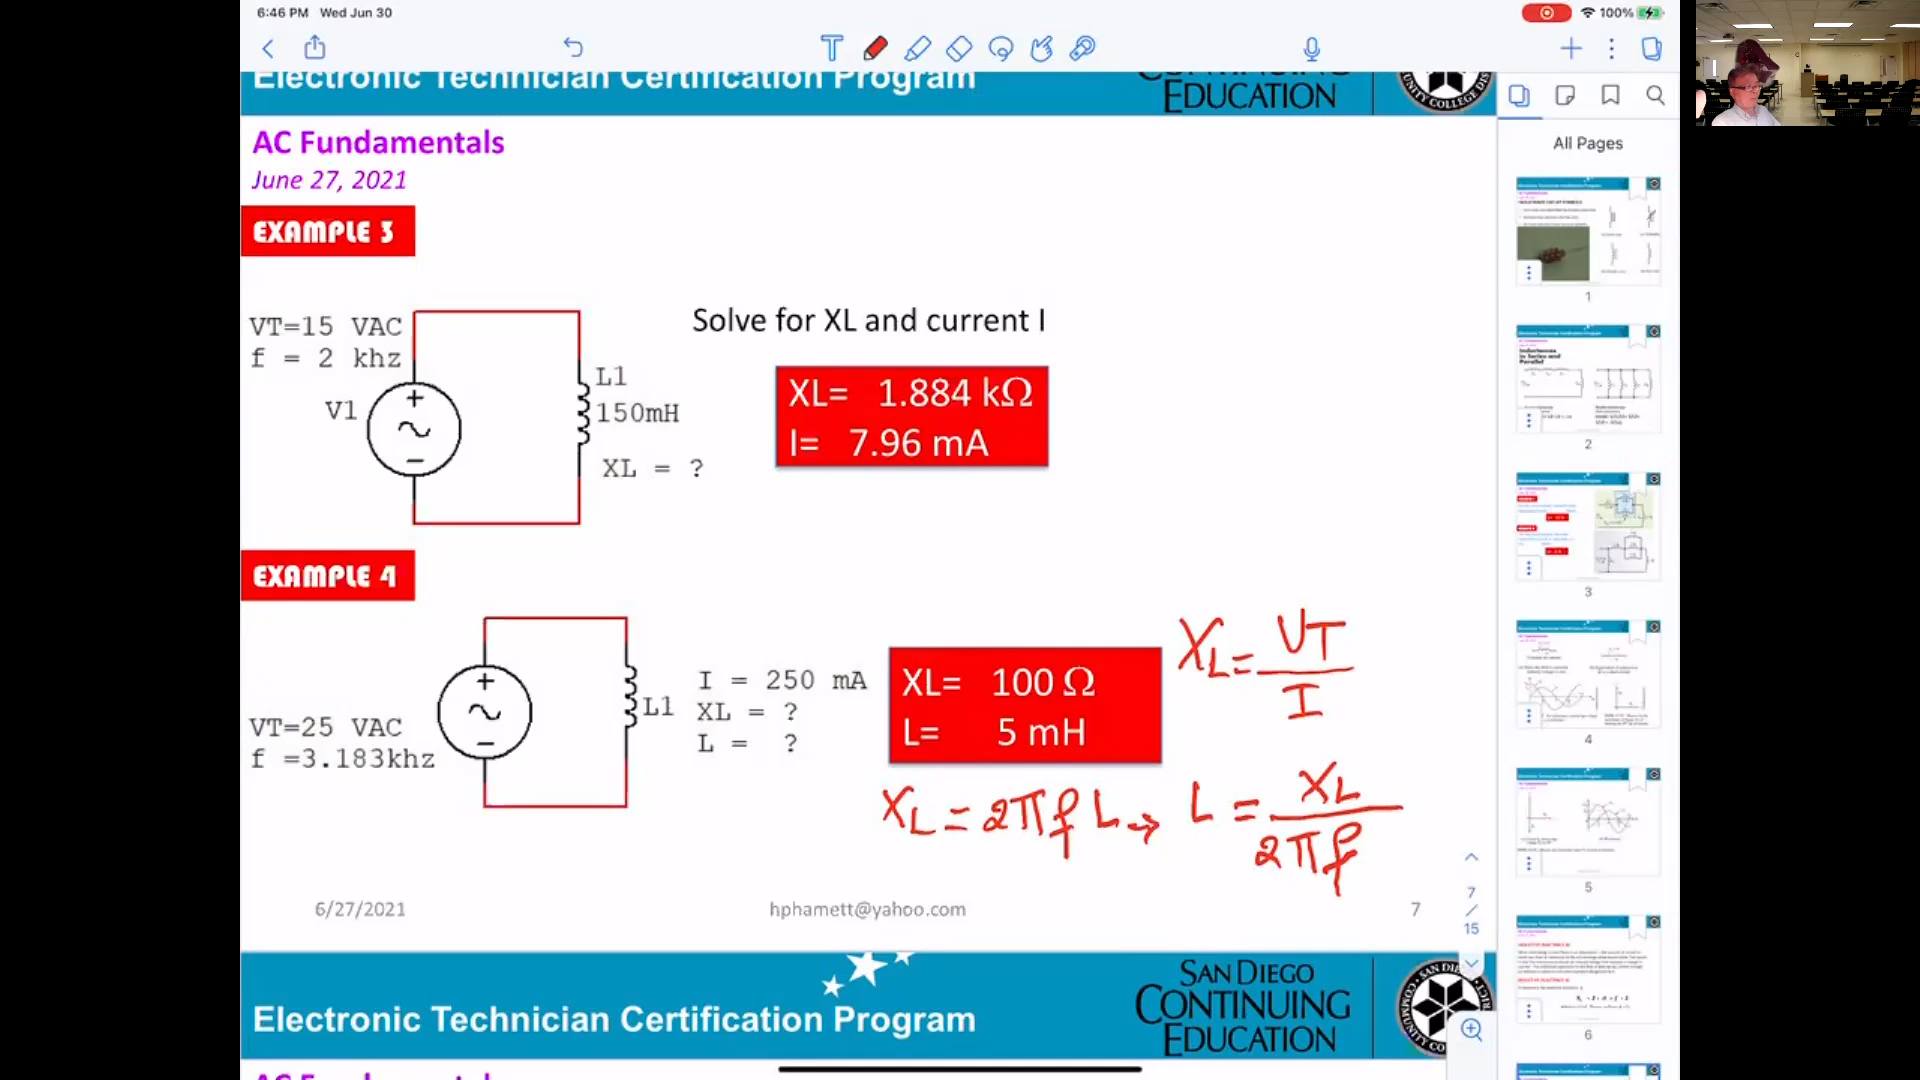 6:46 PM Wed Jun 30
100%
Electronic Technician Certification Program
CONTINUING
EDUCATION
AC Fundamentals
June 27, 2021
EXAMPLE 3
VT=15 VAC
f = 2 khz
V1
L1
150mH
XL = ?
Solve for XL and current I
XL= 1.884 kΩ
I= 7.96 mA
EXAMPLE 4
VT=25 VAC
f =3.183khz
L1
I = 250 mA
XL = ?
L = ?
XL= 100 Ω
L= 5 mH
XL = VT / I
XL = 2πfL → L = XL / 2πf
6/27/2021
hphamett@yahoo.com
7
7
/
15
Electronic Technician Certification Program
SAN DIEGO
CONTINUING
EDUCATION
AC Fundamentals
All Pages
1
2
3
4
5
6